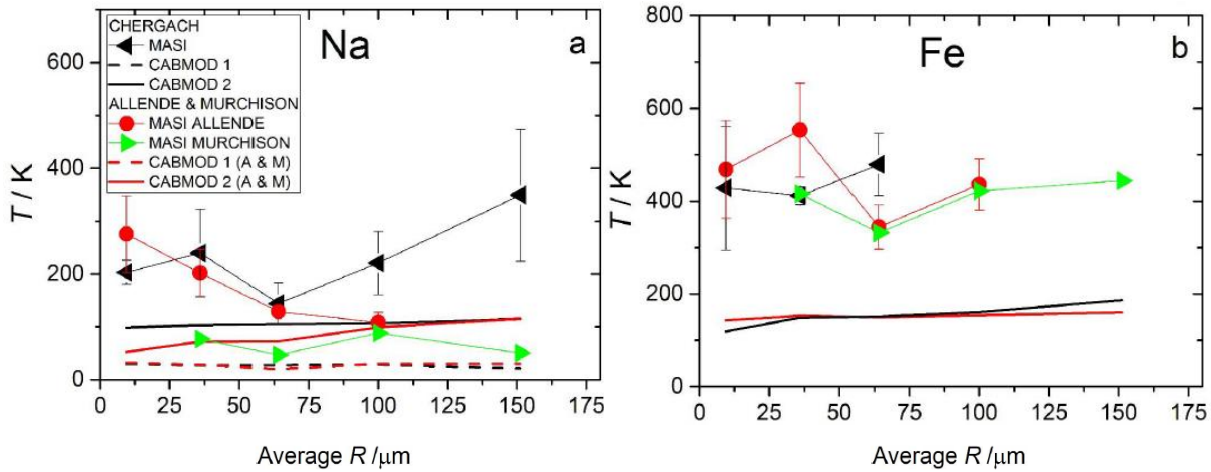 Na
a
CHERGACH
MASI
CABMOD 1
CABMOD 2
ALLENDE & MURCHISON
MASI ALLENDE
MASI MURCHISON
CABMOD 1 (A & M)
CABMOD 2 (A & M)
T / K
600
400
200
0
0 25 50 75 100 125 150 175
Average R /μm
Fe
b
T / K
800
600
400
200
0
0 25 50 75 100 125 150 175
Average R /μm